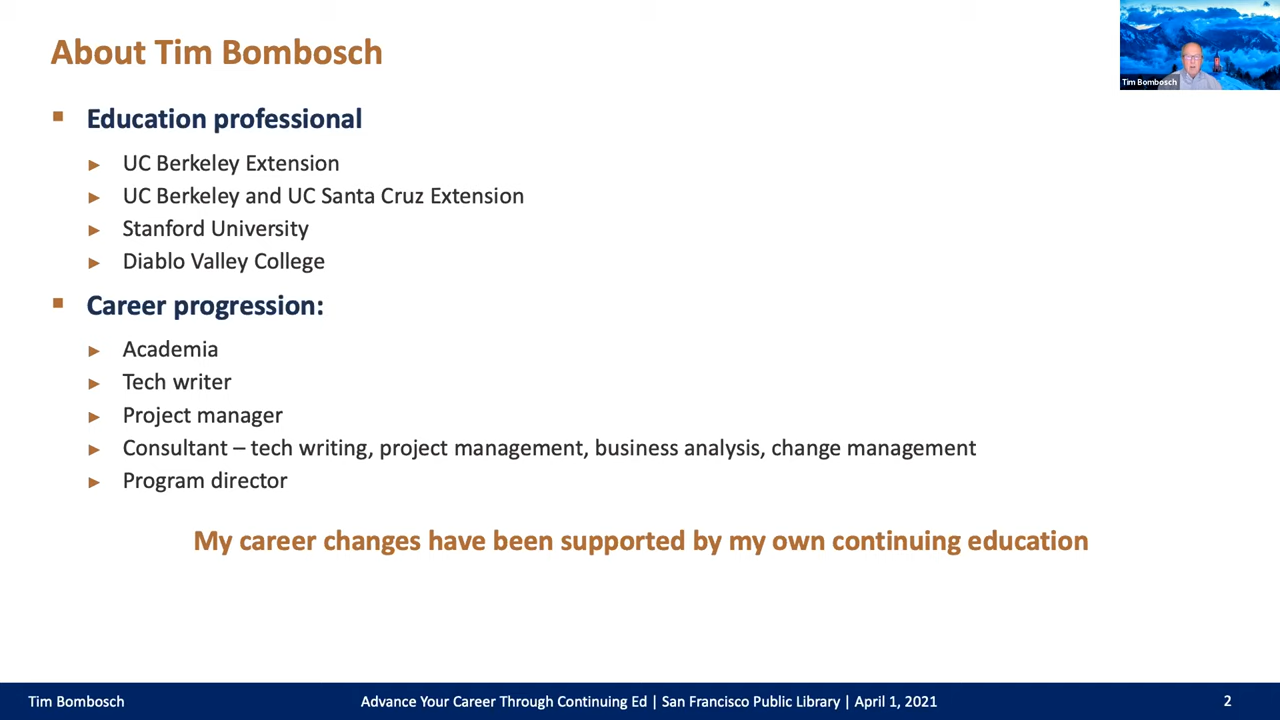 About Tim Bombosch
Tim Bombosch
▪ Education professional
► UC Berkeley Extension
► UC Berkeley and UC Santa Cruz Extension
► Stanford University
► Diablo Valley College
▪ Career progression:
► Academia
► Tech writer
► Project manager
► Consultant – tech writing, project management, business analysis, change management
► Program director
My career changes have been supported by my own continuing education
Tim Bombosch
Advance Your Career Through Continuing Ed | San Francisco Public Library | April 1, 2021
2